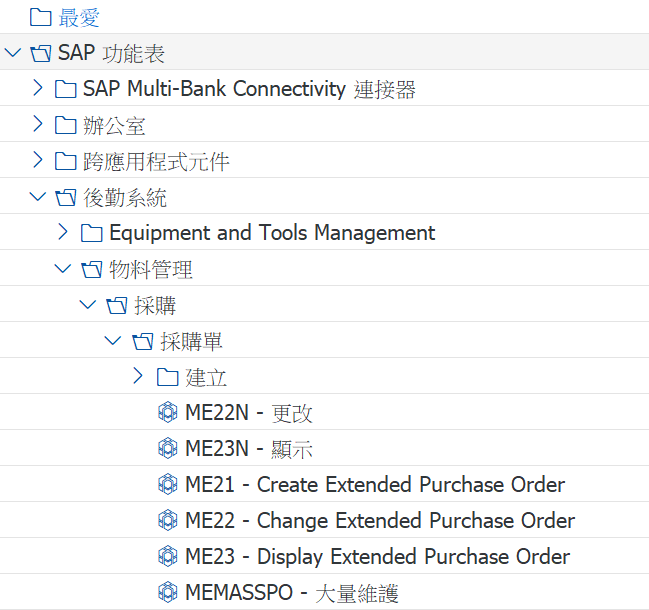 最愛
SAP 功能表
SAP Multi-Bank Connectivity 連接器
辦公室
跨應用程式元件
後勤系統
Equipment and Tools Management
物料管理
採購
採購單
建立
ME22N - 更改
ME23N - 顯示
ME21 - Create Extended Purchase Order
ME22 - Change Extended Purchase Order
ME23 - Display Extended Purchase Order
MEMASSPO - 大量維護